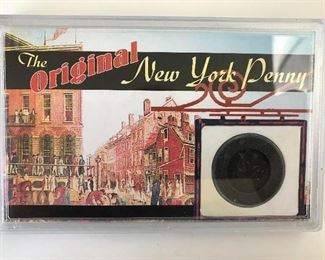 The Original New York Penny